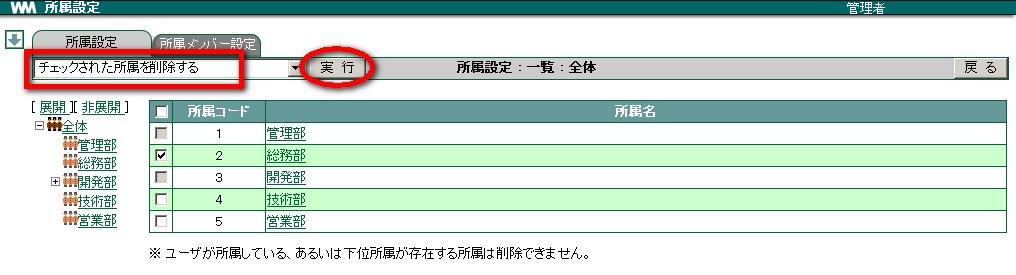 WM 所属設定 管理者
所属設定 所属メンバー設定
チェックされた所属を削除する 実 行 所属設定：一覧：全体 戻 る
[ 展開 ][ 非展開 ]
全体
管理部
総務部
開発部
技術部
営業部
所属コード 所属名
1 管理部
2 総務部
3 開発部
4 技術部
5 営業部
※ ユーザが所属している、あるいは下位所属が存在する所属は削除できません。